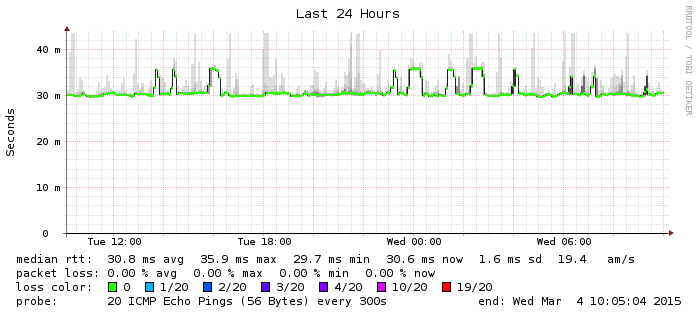 Last 24 Hours
RRDTOOL / TOBI OETIKER
Seconds
40 m
30 m
20 m
10 m
0
Tue 12:00 Tue 18:00 Wed 00:00 Wed 06:00
median rtt: 30.8 ms avg 35.9 ms max 29.7 ms min 30.6 ms now 1.6 ms sd 19.4 am/s
packet loss: 0.00 % avg 0.00 % max 0.00 % min 0.00 % now
loss color: 0 1/20 2/20 3/20 4/20 10/20 19/20
probe: 20 ICMP Echo Pings (56 Bytes) every 300s end: Wed Mar 4 10:05:04 2015